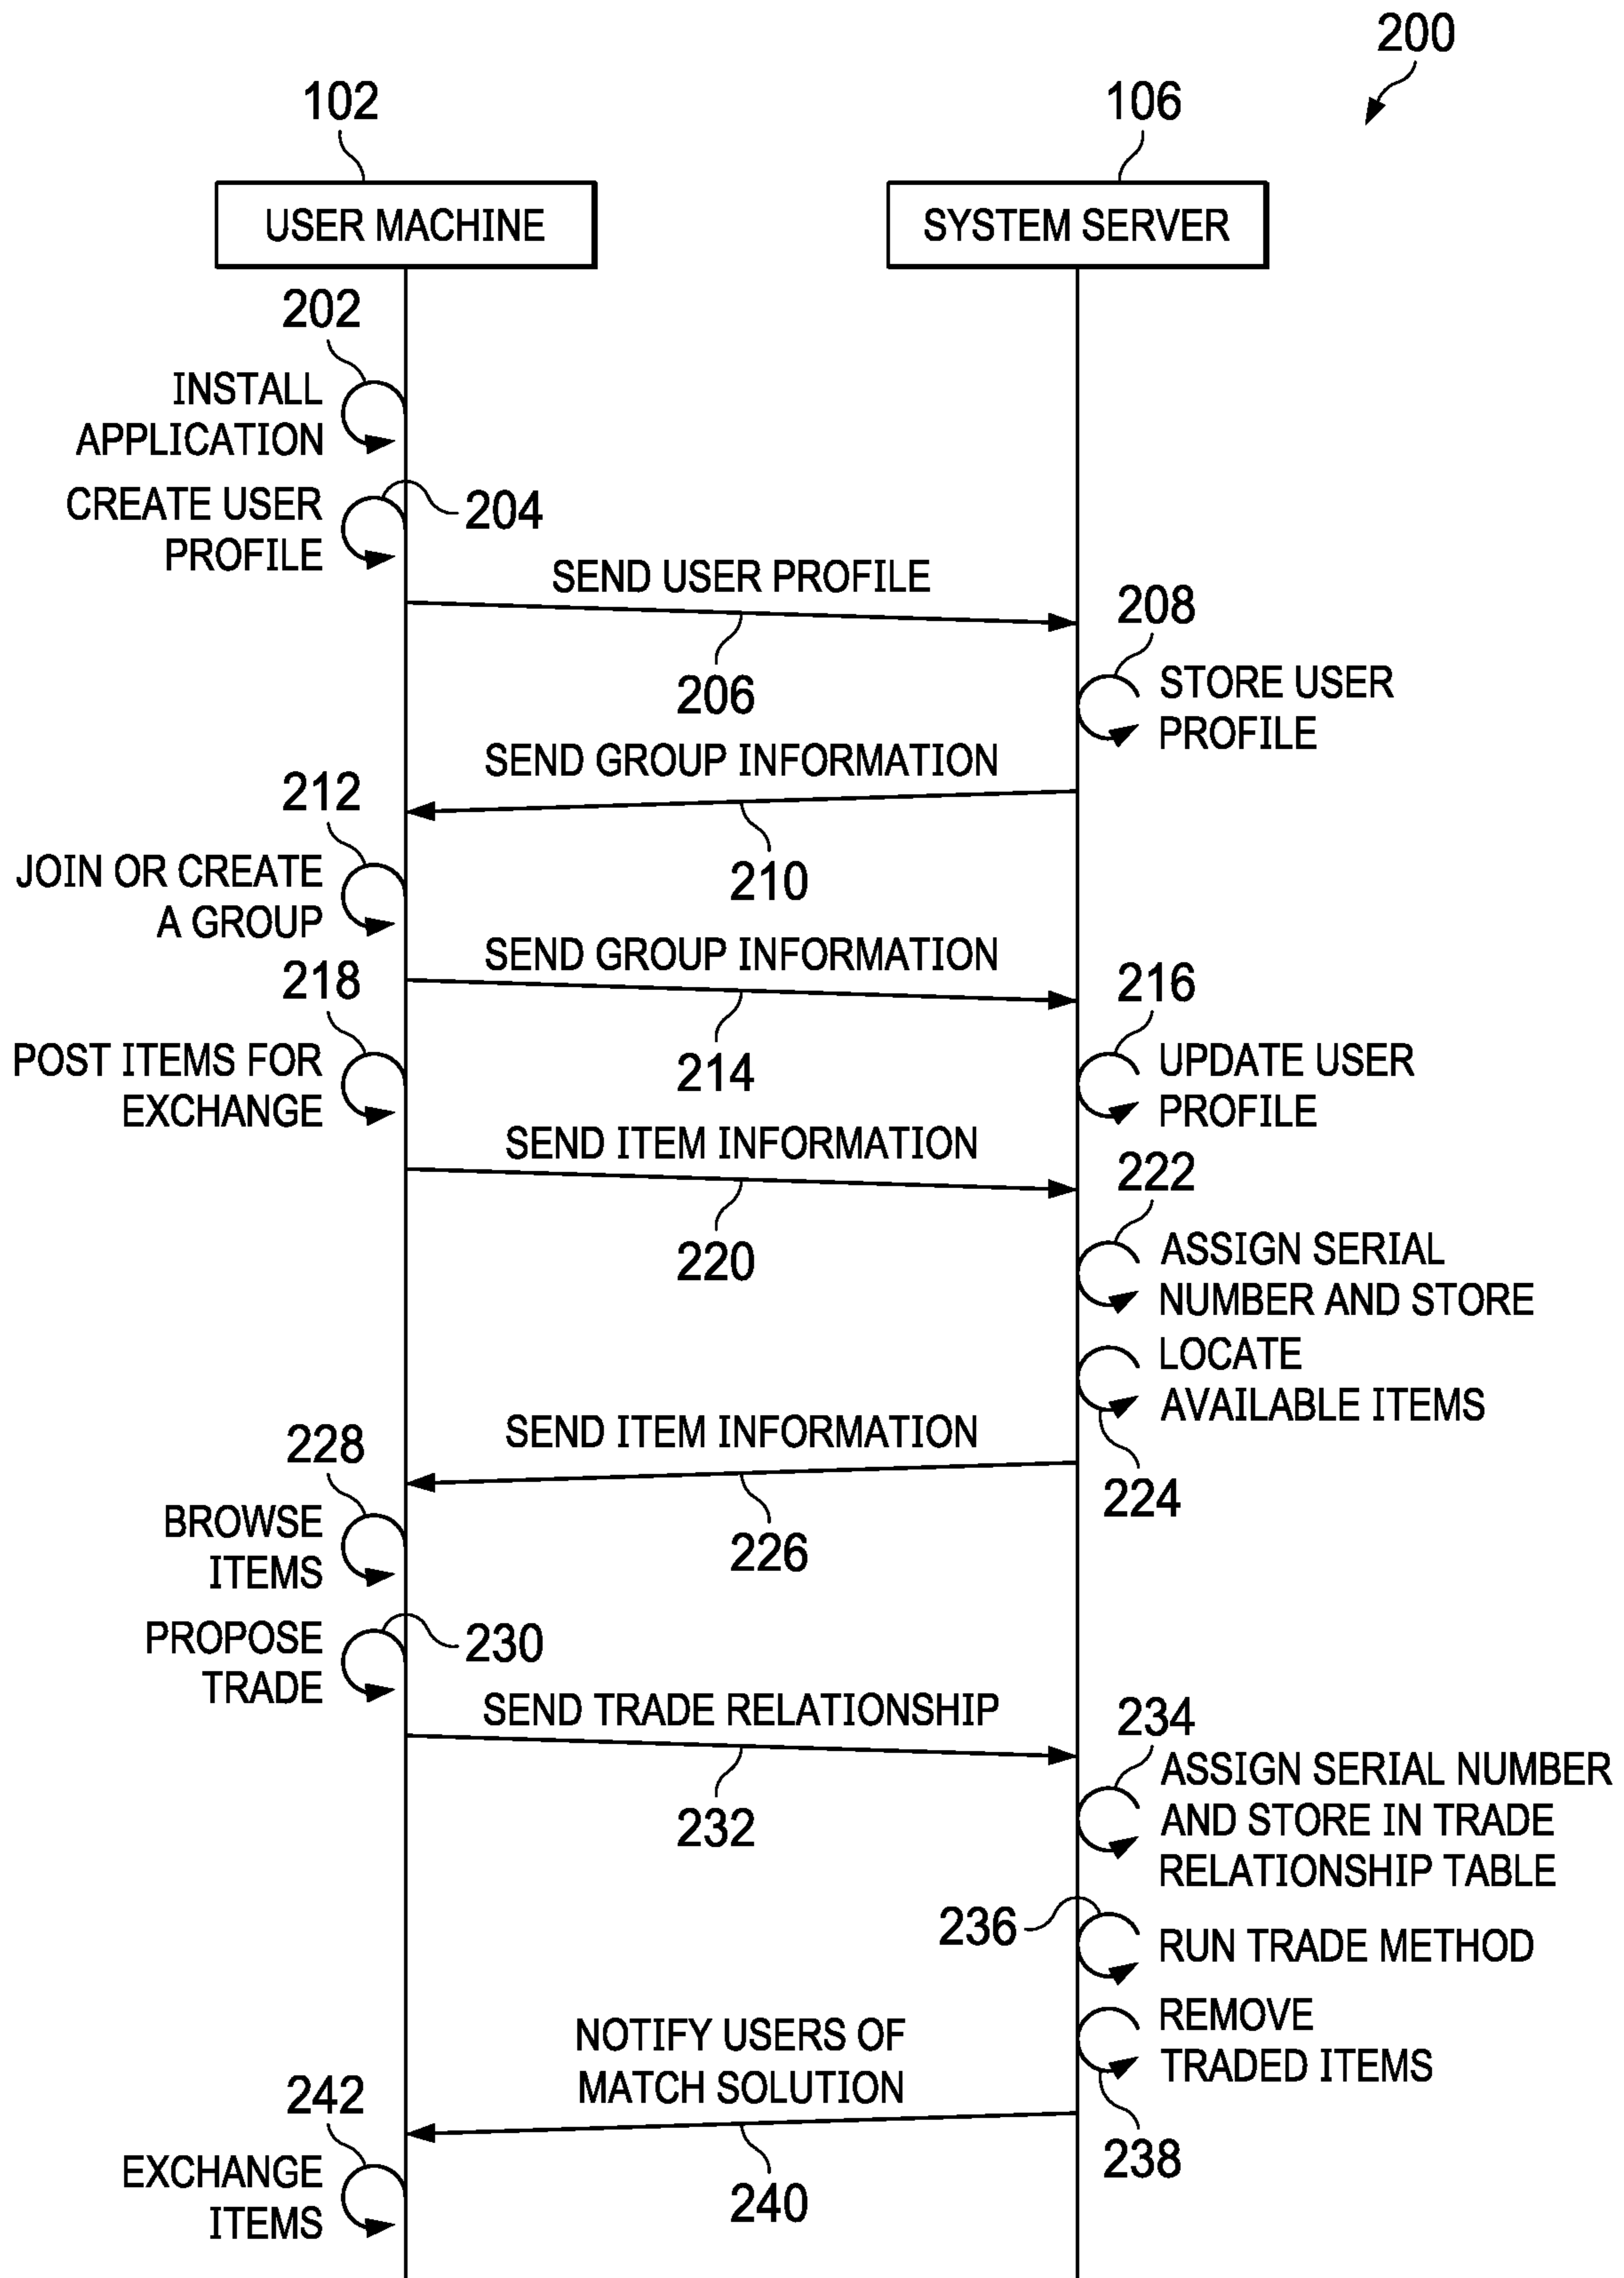 200
102
106
USER MACHINE
SYSTEM SERVER
202
INSTALL
APPLICATION
CREATE USER
PROFILE
204
SEND USER PROFILE
206
208
STORE USER
PROFILE
SEND GROUP INFORMATION
210
212
JOIN OR CREATE
A GROUP
SEND GROUP INFORMATION
214
216
UPDATE USER
PROFILE
218
POST ITEMS FOR
EXCHANGE
SEND ITEM INFORMATION
220
222
ASSIGN SERIAL
NUMBER AND STORE
LOCATE
AVAILABLE ITEMS
224
SEND ITEM INFORMATION
226
228
BROWSE
ITEMS
PROPOSE
TRADE
230
SEND TRADE RELATIONSHIP
232
234
ASSIGN SERIAL NUMBER
AND STORE IN TRADE
RELATIONSHIP TABLE
236
RUN TRADE METHOD
REMOVE
TRADED ITEMS
238
NOTIFY USERS OF
MATCH SOLUTION
240
242
EXCHANGE
ITEMS